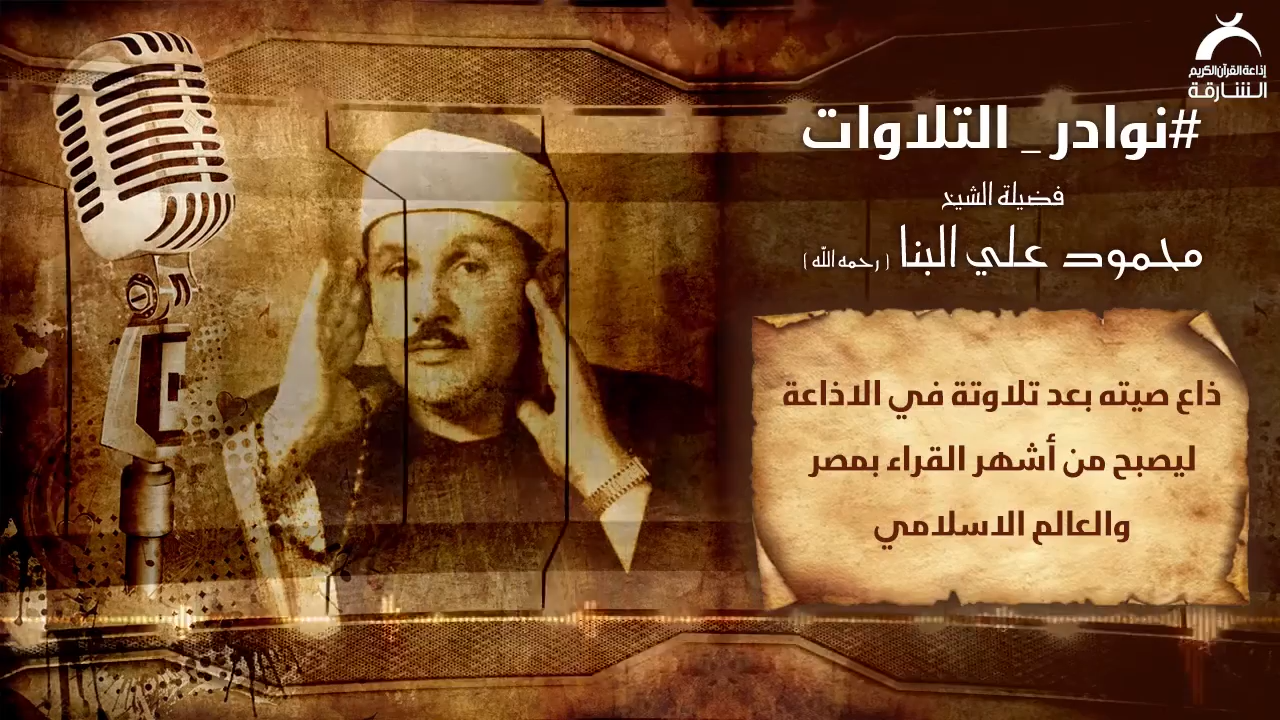 إذاعة القرآن الكريم
الشارقة
#نوادر_التلاوات
فضيلة الشيخ
محمود علي البنا ( رحمه الله )
ذاع صيته بعد تلاوتة في الاذاعة
ليصبح من أشهر القراء بمصر
والعالم الاسلامي